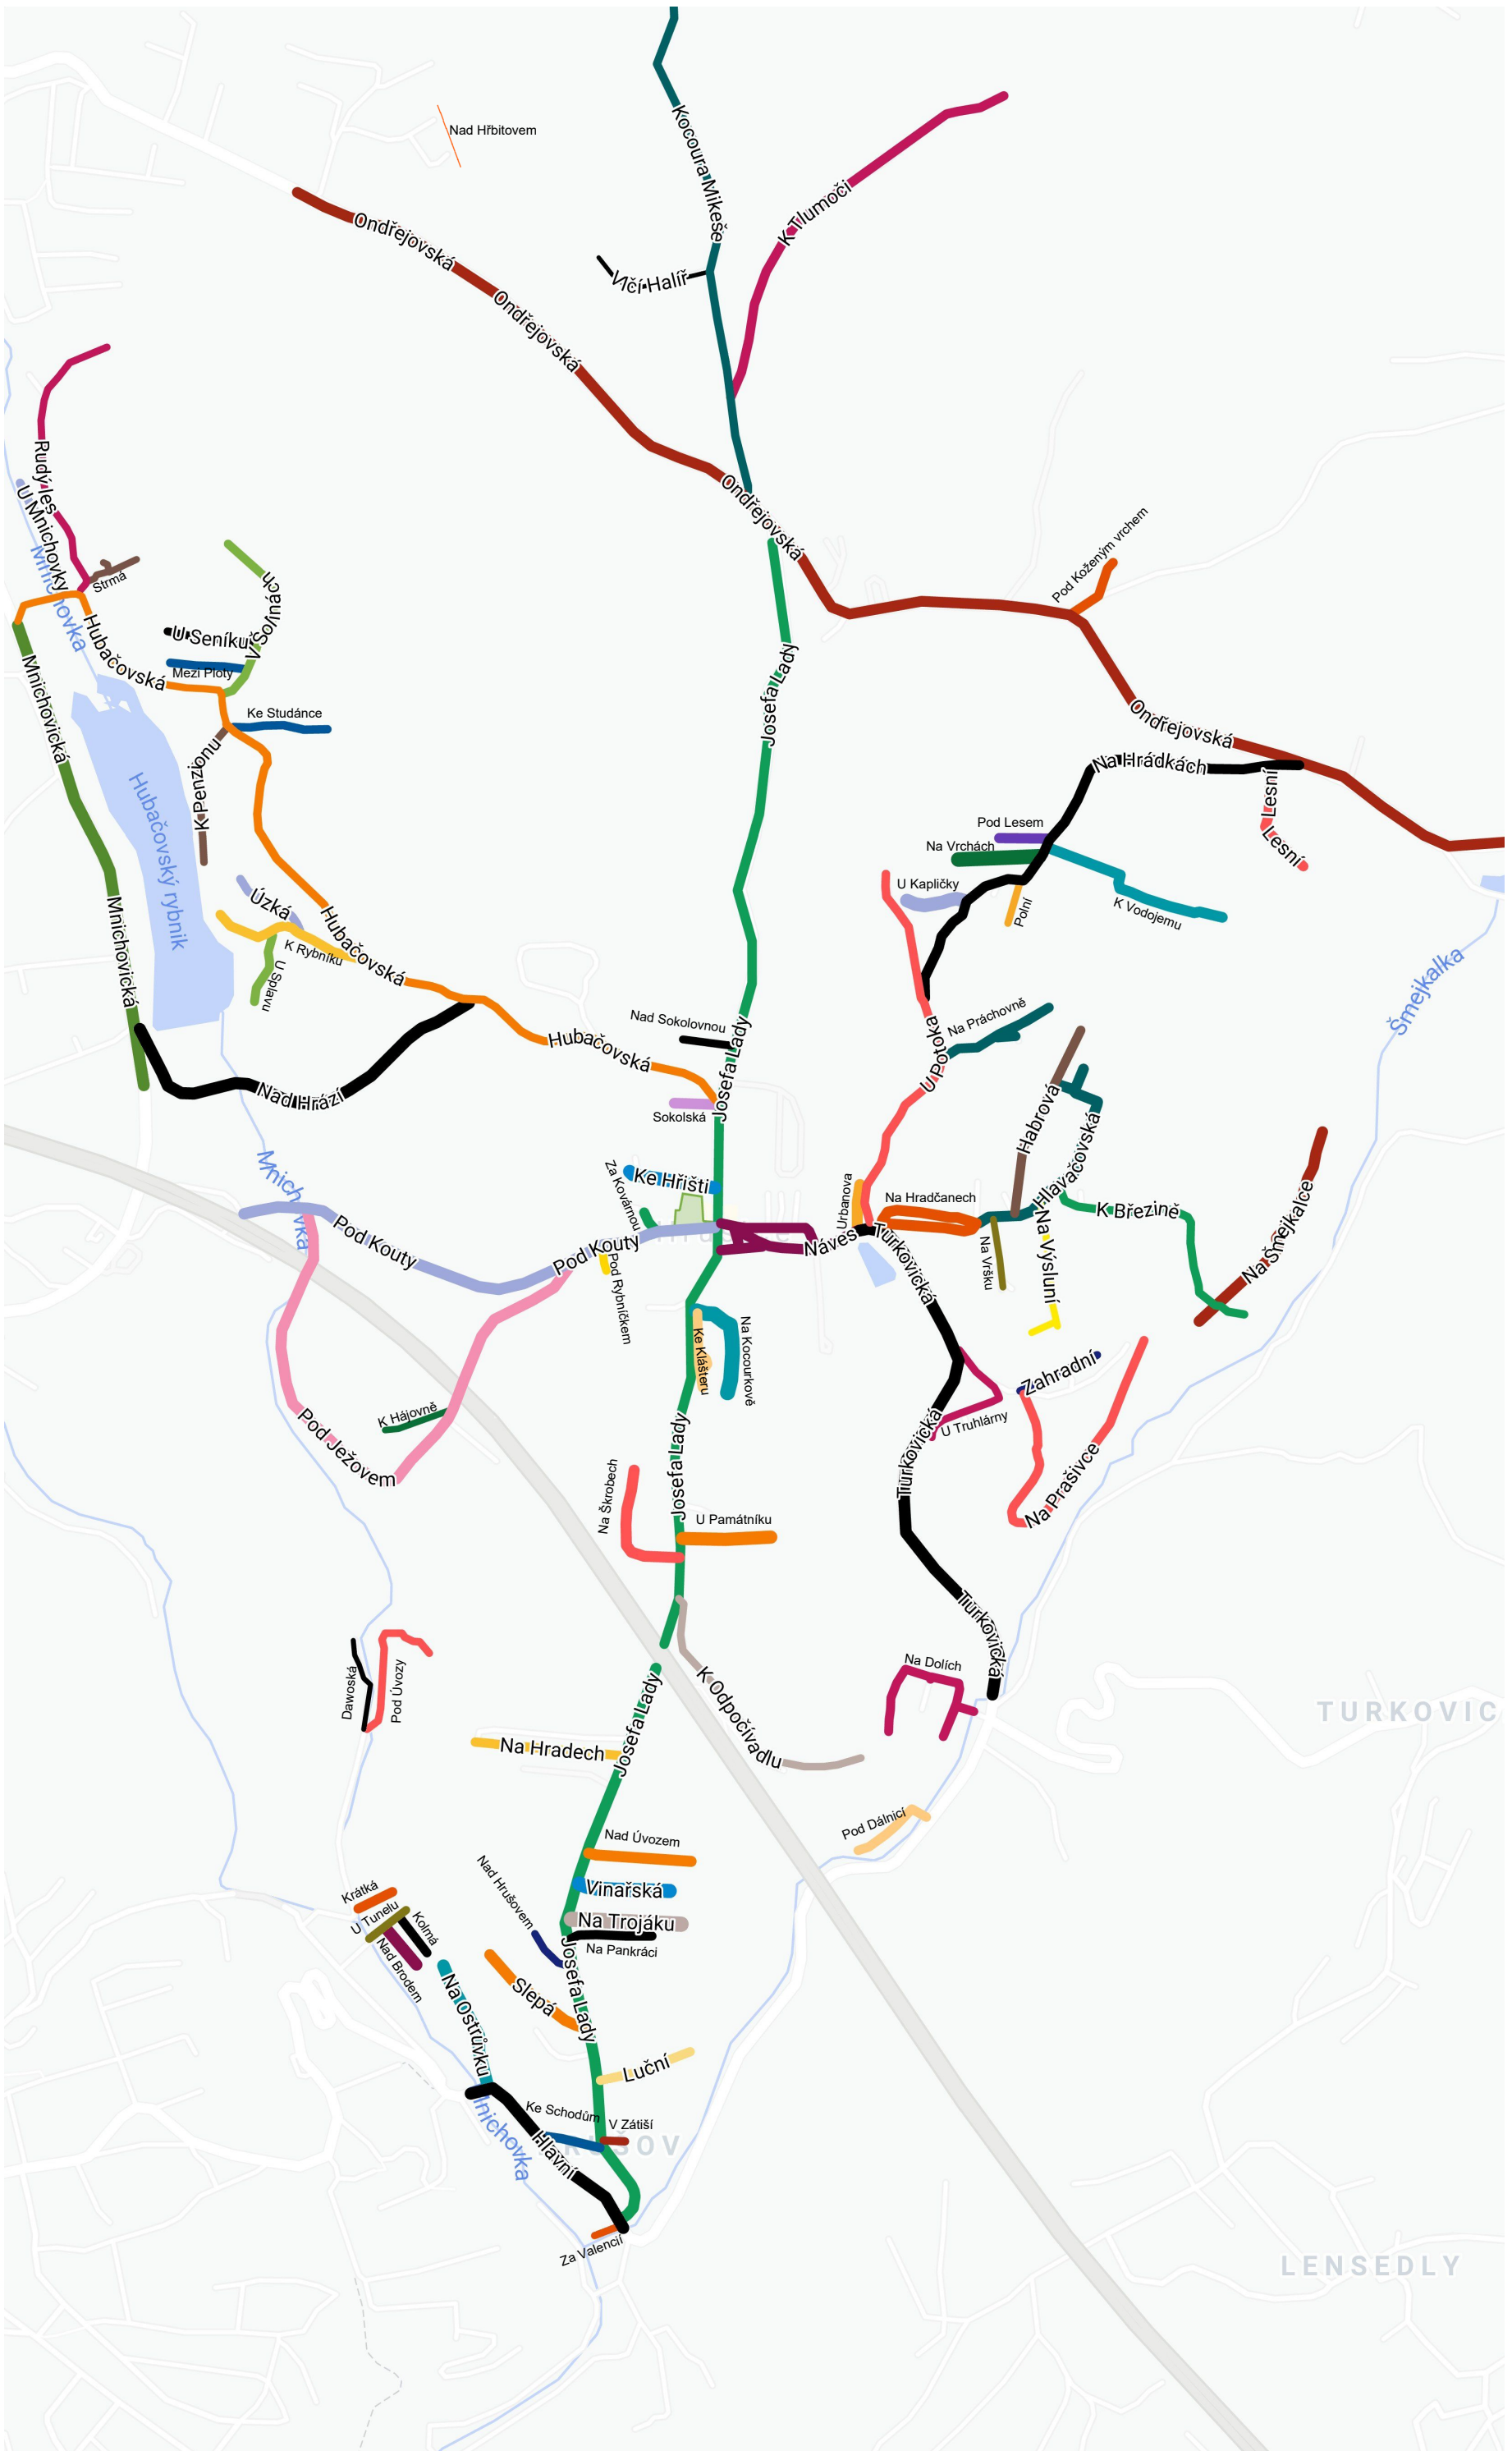 Nad Hřbitovem
Kocoura Mikeše
K Tlumoči
Ondřejovská
Vlčí Halíř
Ondřejovská
Rudý les
U Mnichovky
Ondřejovská
Pod Koženým vrchem
Strmá
Mnichovka
V Solnách
U Seníku
Hubačovská
Mezi Ploty
Josefa Lady
Mnichovická
Ke Studánce
Ondřejovská
K Penzionu
Na Hrádkách
Lesní
Lesní
Hubačovský rybník
Pod Lesem
Na Vrchách
U Kapličky
K Vodojemu
Polní
Úzká
K Rybníku
Hubačovská
U Splavu
Mnichovická
Šmejkalka
Nad Sokolovnou
Hubačovská
Josefa Lady
Na Práchovně
U Potoka
Nad Hrází
Sokolská
Habrová
Hlavačovská
Ke Hřišti
Za Kovárnou
Urbanova
Na Hradčanech
K Březině
Na Šmejkalce
Pod Kouty
Pod Kouty
Náves
Turkovická
Na Vršku
Na Výsluní
Pod Rybníčkem
Ke Klášteru
Na Kocourkově
Zahradní
K Hájovně
Pod Ježovem
Turkovická
U Truhlárny
Na Prašivce
Josefa Lady
Na Škrobech
U Památníku
Turkovická
Dawoská
Pod Úvozy
K Odpočívadlu
Na Dolích
TURKOVIC
Josefa Lady
Na Hradech
Pod Dálnicí
Nad Úvozem
Vinařská
Na Trojáku
Na Pankráci
Nad Hrušovem
Krátká
U Tunelu
Kolmá
Nad Brodem
Na Ostrůvku
Slepá
Josefa Lady
Luční
Ke Schodům
V Zátiší
Hlavní
Za Valencií
LENSEDLY